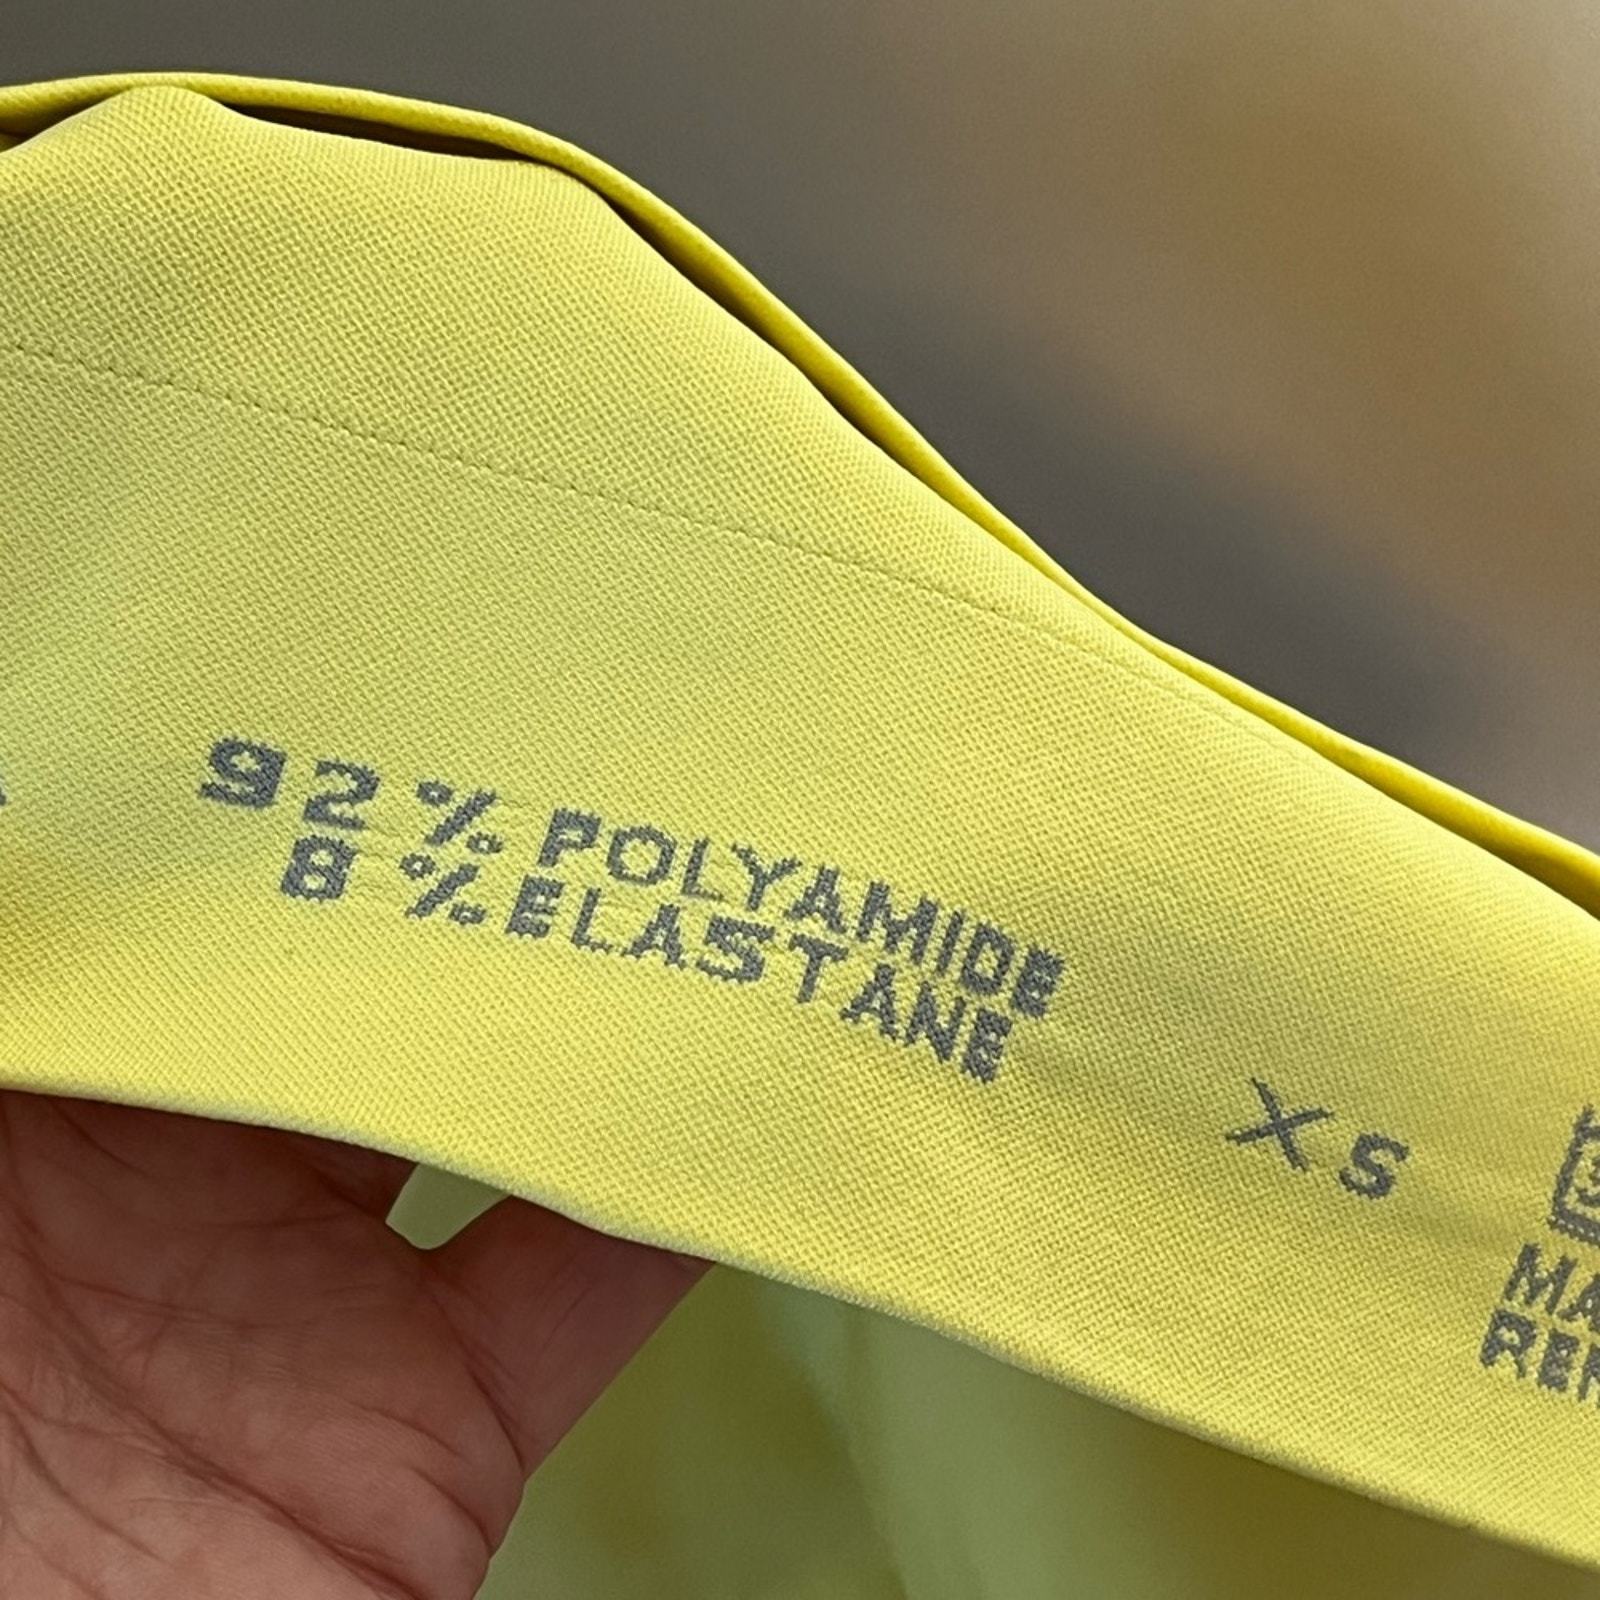 92% POLYAMIDE
8% ELASTANE
XS